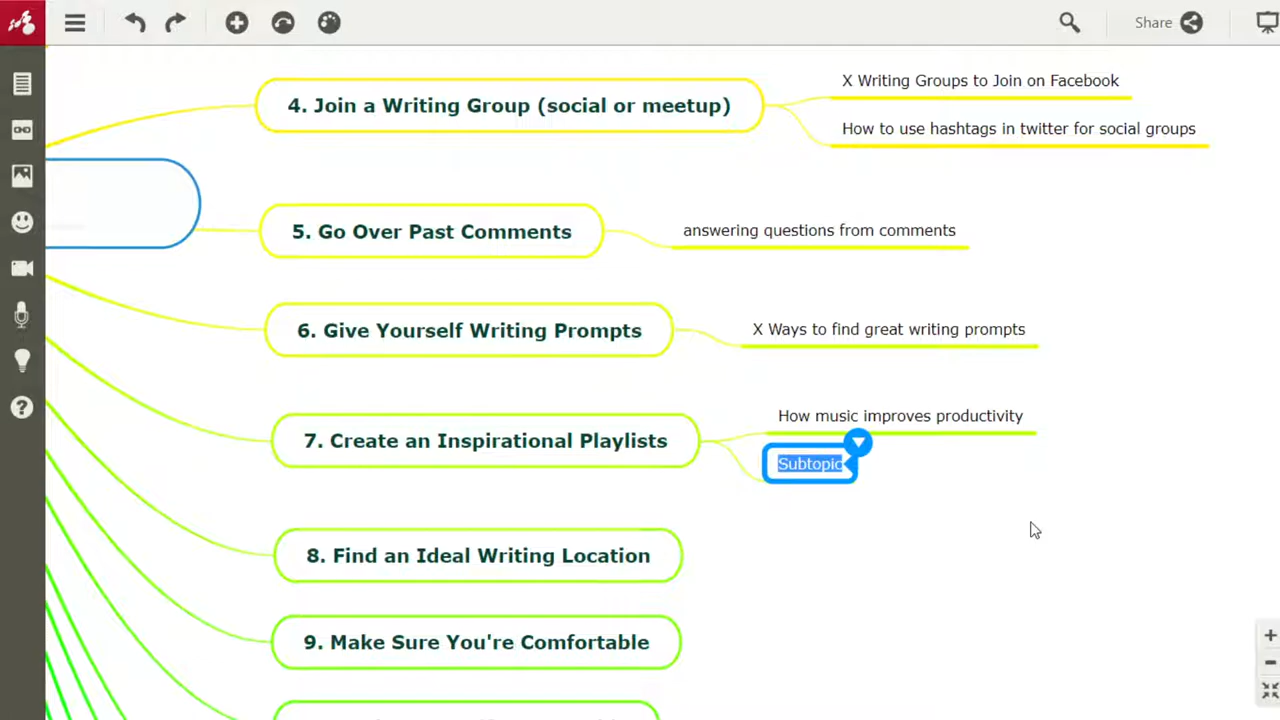 Share
4. Join a Writing Group (social or meetup)
X Writing Groups to Join on Facebook
How to use hashtags in twitter for social groups
5. Go Over Past Comments
answering questions from comments
6. Give Yourself Writing Prompts
X Ways to find great writing prompts
7. Create an Inspirational Playlists
How music improves productivity
Subtopic
8. Find an Ideal Writing Location
9. Make Sure You're Comfortable